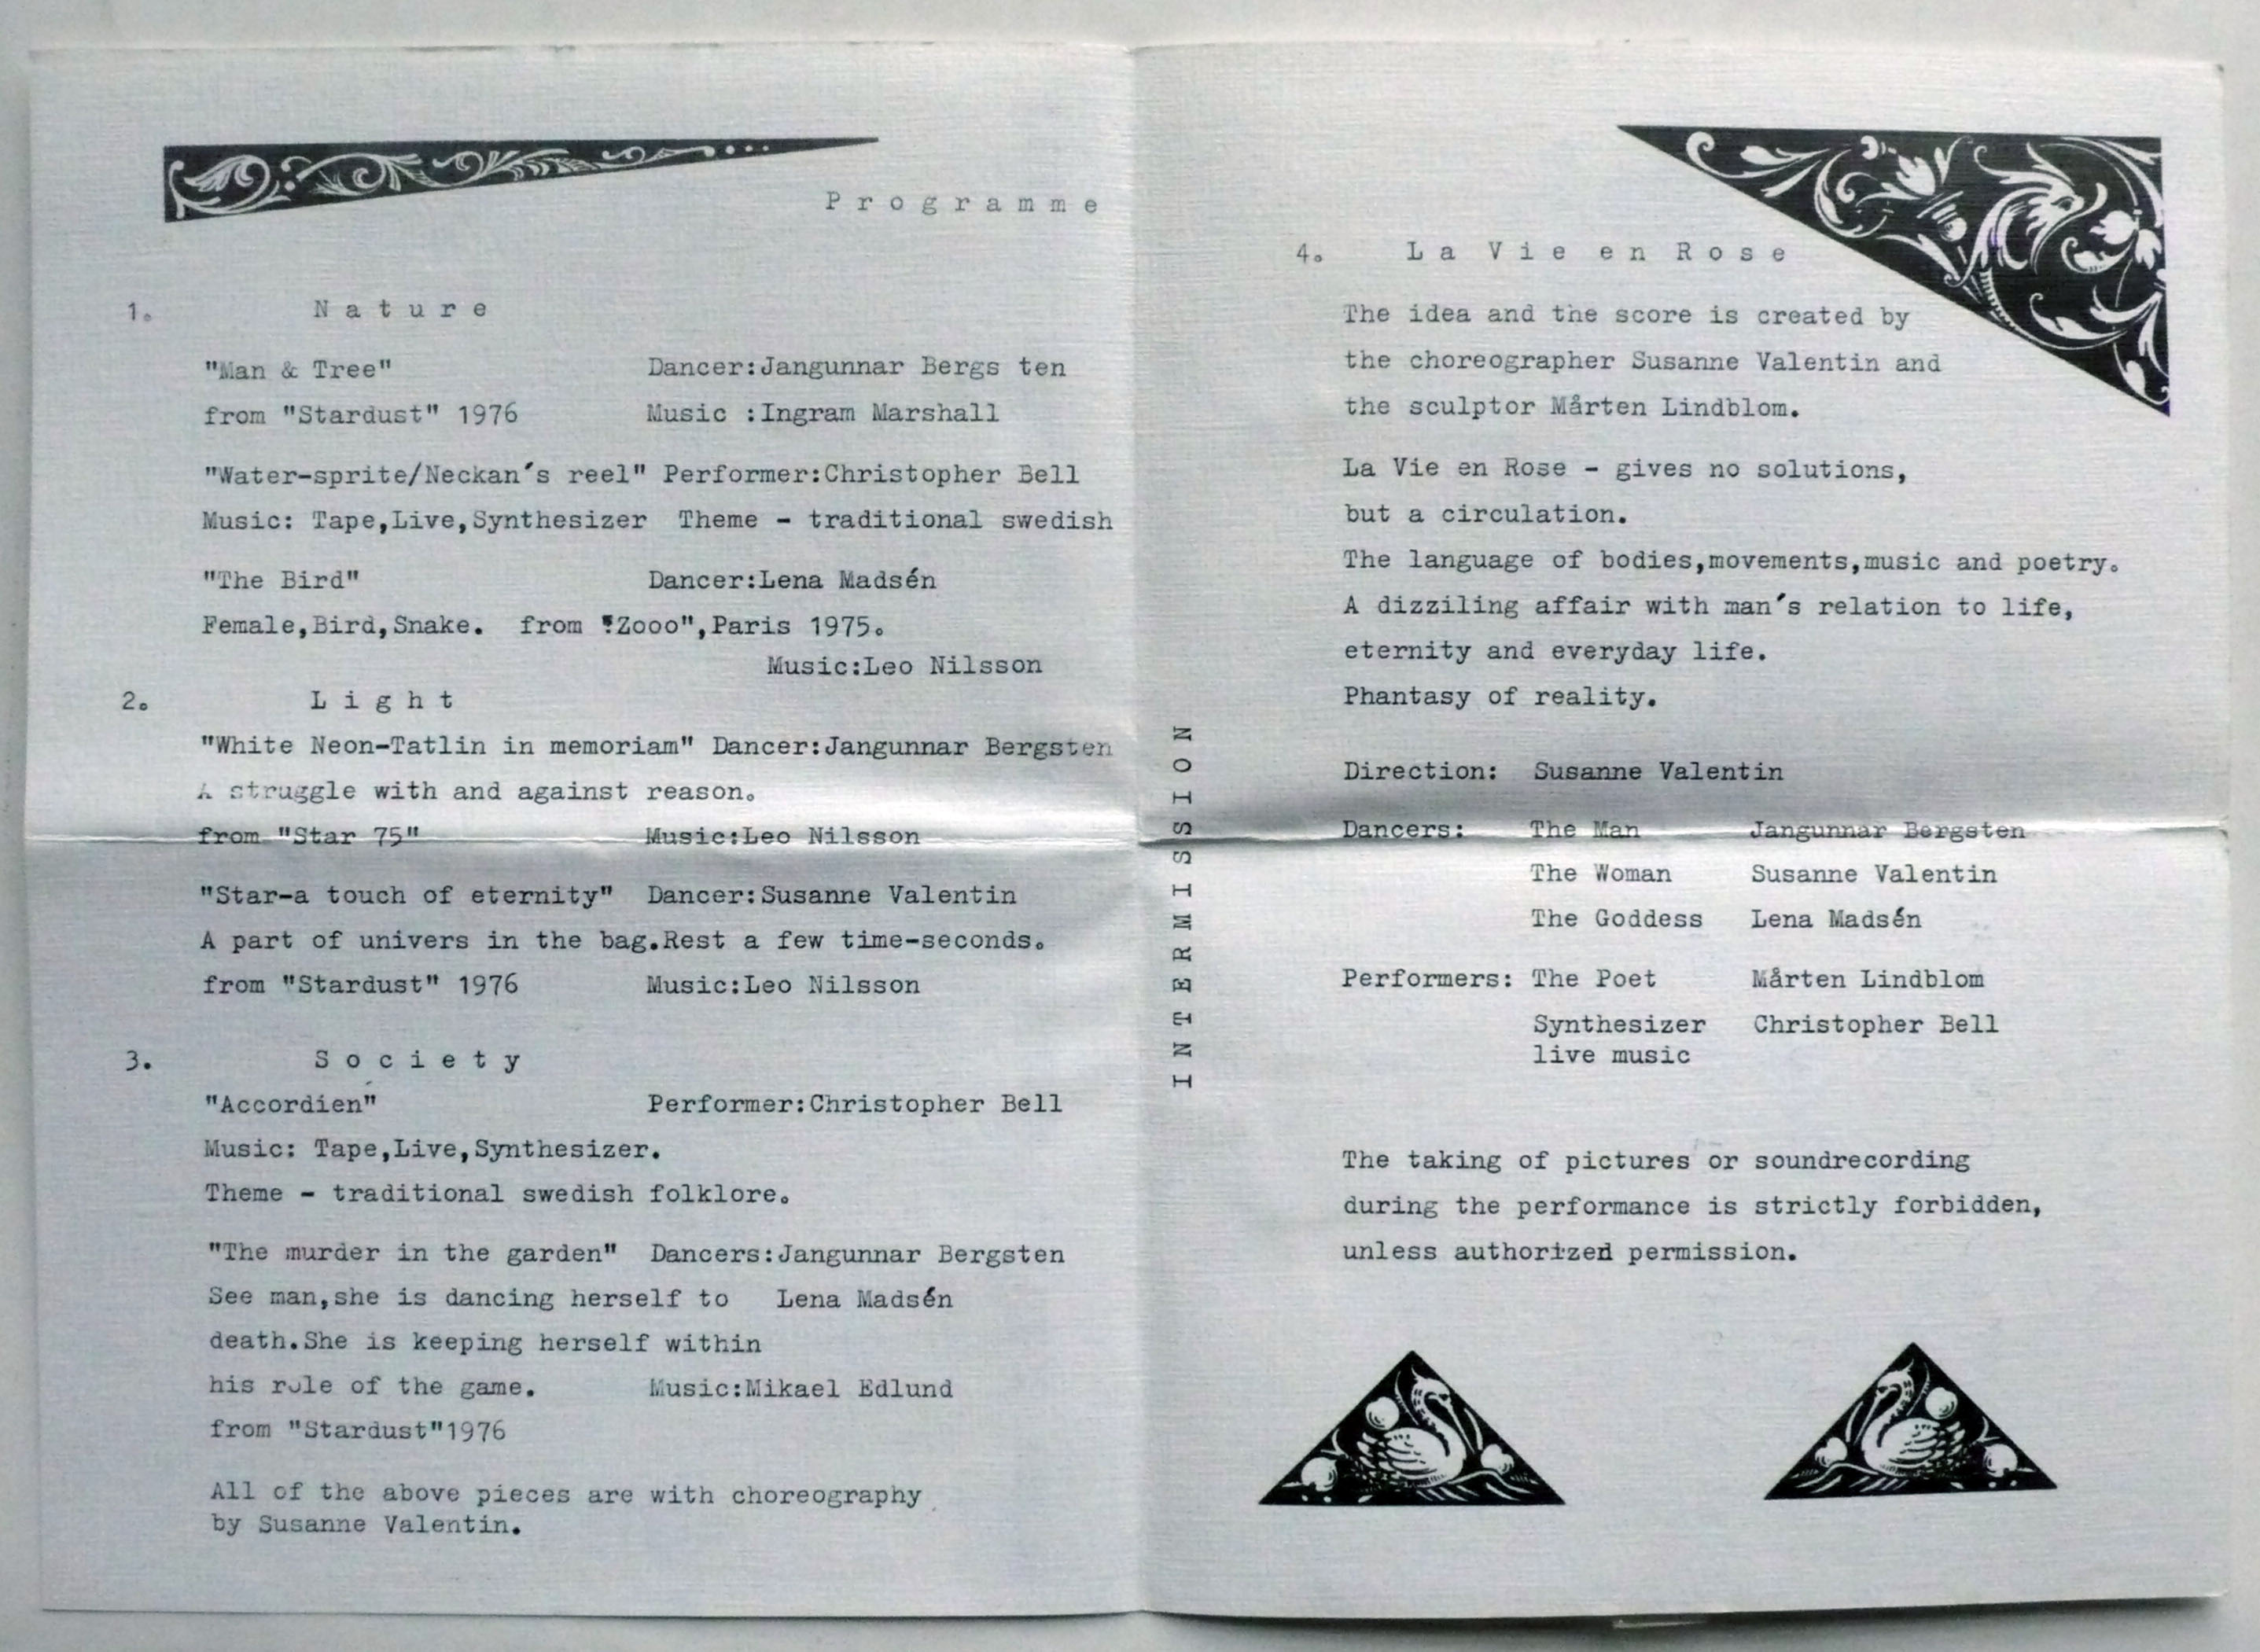 Programme
1. Nature
"Man & Tree" Dancer:Jangunnar Bergs ten
from "Stardust" 1976 Music :Ingram Marshall
"Water-sprite/Neckan´s reel" Performer:Christopher Bell
Music: Tape,Live,Synthesizer Theme - traditional swedish
"The Bird" Dancer:Lena Madsén
Female,Bird,Snake. from "Zooo",Paris 1975.
Music:Leo Nilsson
2. Light
"White Neon-Tatlin in memoriam" Dancer:Jangunnar Bergsten
A struggle with and against reason.
from "Star 75" Music:Leo Nilsson
"Star-a touch of eternity" Dancer:Susanne Valentin
A part of univers in the bag.Rest a few time-seconds.
from "Stardust" 1976 Music:Leo Nilsson
3. Society
"Accordien" Performer:Christopher Bell
Music: Tape,Live,Synthesizer.
Theme - traditional swedish folklore.
"The murder in the garden" Dancers:Jangunnar Bergsten
See man,she is dancing herself to Lena Madsén
death.She is keeping herself within
his role of the game. Music:Mikael Edlund
from "Stardust"1976
All of the above pieces are with choreography
by Susanne Valentin.
INTERMISSION
4. La Vie en Rose
The idea and the score is created by
the choreographer Susanne Valentin and
the sculptor Mårten Lindblom.
La Vie en Rose - gives no solutions,
but a circulation.
The language of bodies,movements,music and poetry.
A dizziling affair with man´s relation to life,
eternity and everyday life.
Phantasy of reality.
Direction: Susanne Valentin
Dancers: The Man Jangunnar Bergsten
The Woman Susanne Valentin
The Goddess Lena Madsén
Performers: The Poet Mårten Lindblom
Synthesizer Christopher Bell
live music
The taking of pictures or soundrecording
during the performance is strictly forbidden,
unless authorized permission.